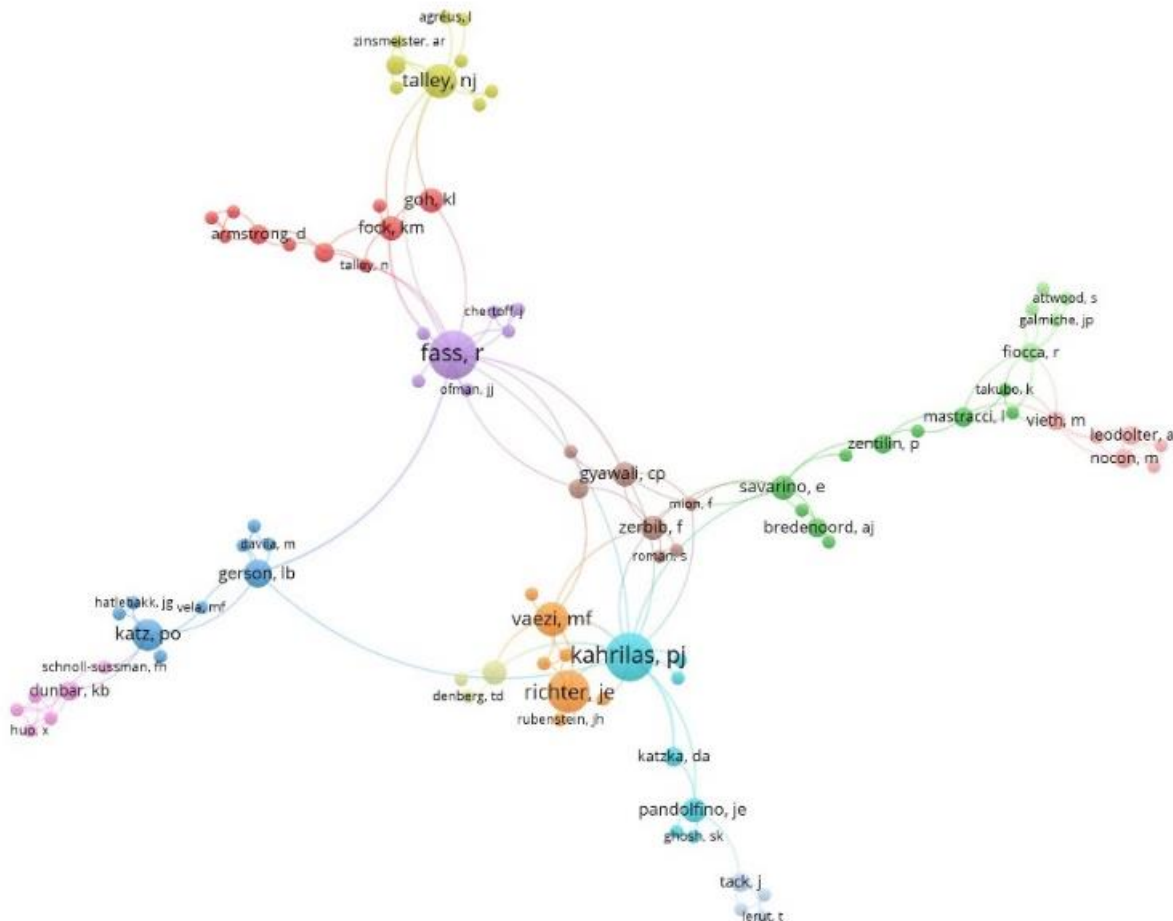 agréus, l
zinsmeister, ar
talley, nj
goh, kl
fock, km
armstrong, d
talley, n
chertoff, j
fass, r
ofman, jj
attwood, s
galmiche, jp
fiocca, r
takubo, k
mastracci, l
vieth, m
leodolter, a
nocon, m
zentilin, p
gyawali, cp
savarino, e
mion, f
zerbib, f
bredenoord, aj
roman, s
davila, m
gerson, lb
hatlebakk, jg
vela, mf
katz, po
vaezi, mf
kahrilas, pj
schnoll-sussman, fh
dunbar, kb
denberg, td
richter, je
rubenstein, jh
huo, x
katzka, da
pandolfino, je
ghosh, sk
tack, j
lerut, t